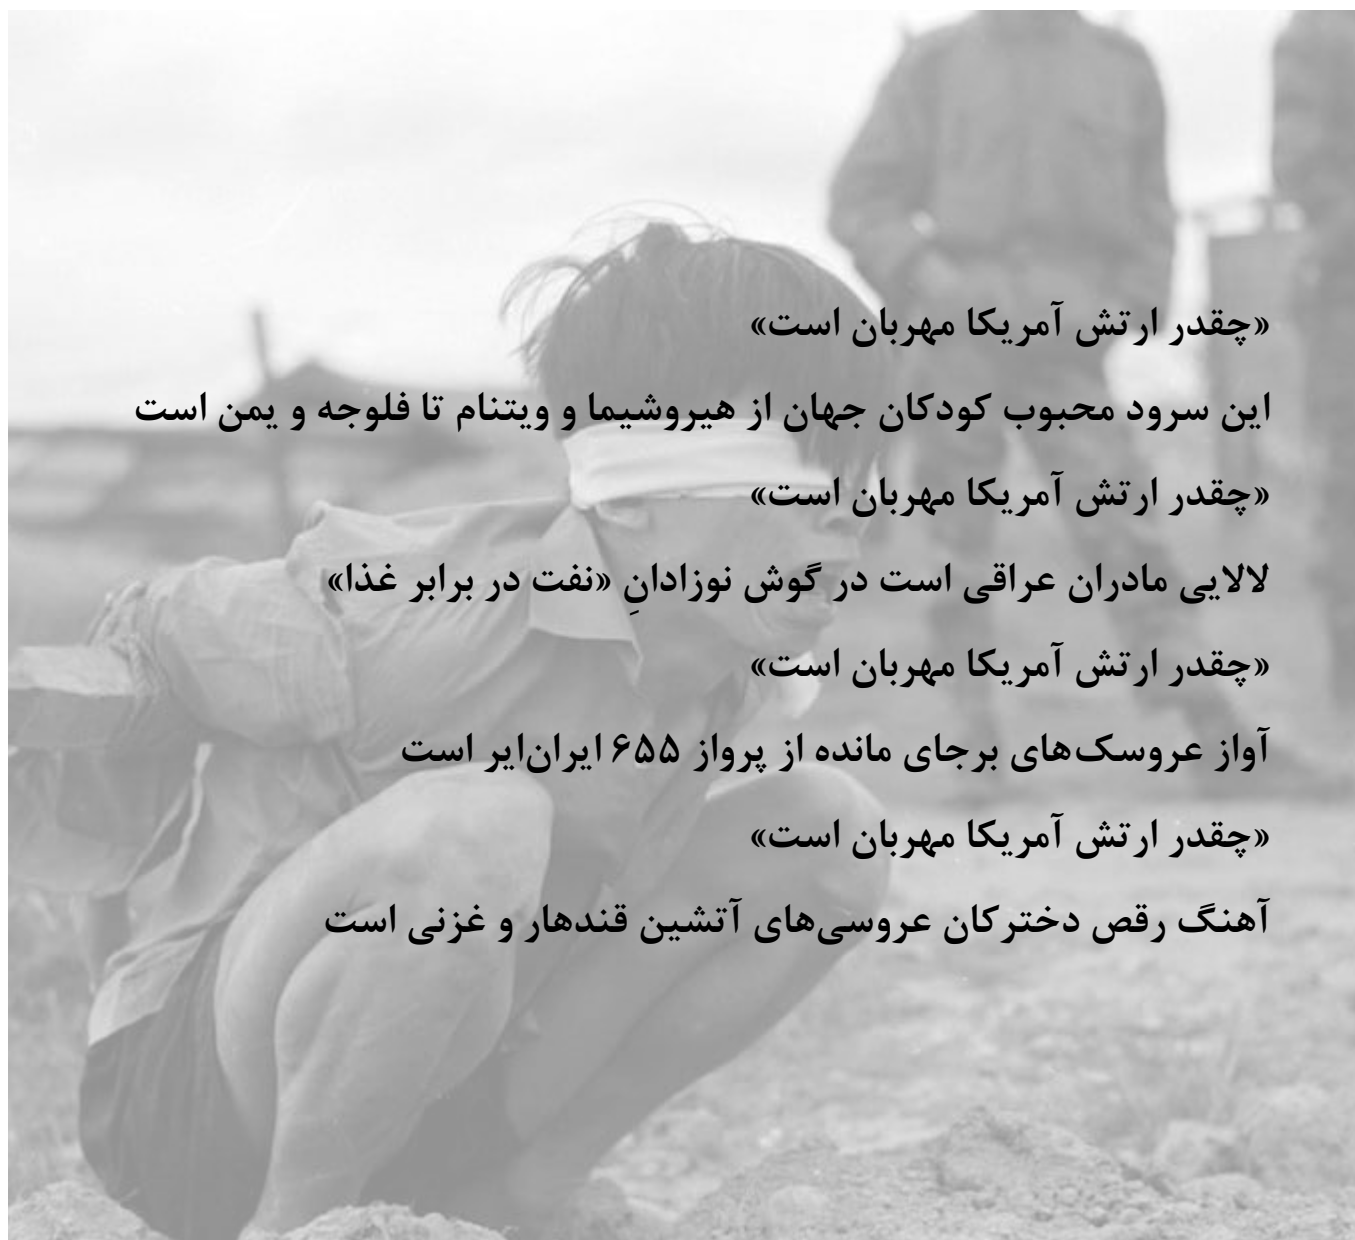 «چقدر ارتش آمریکا مهربان است»
این سرود محبوب کودکان جهان از هیروشیما و ویتنام تا فلوجه و یمن است
«چقدر ارتش آمریکا مهربان است»
لالایی مادران عراقی است در گوش نوزادانِ «نفت در برابر غذا»
«چقدر ارتش آمریکا مهربان است»
آواز عروسک‌های برجای مانده از پرواز ۶۵۵ ایران‌ایر است
«چقدر ارتش آمریکا مهربان است»
آهنگ رقص دخترکان عروسی‌های آتشین قندهار و غزنی است